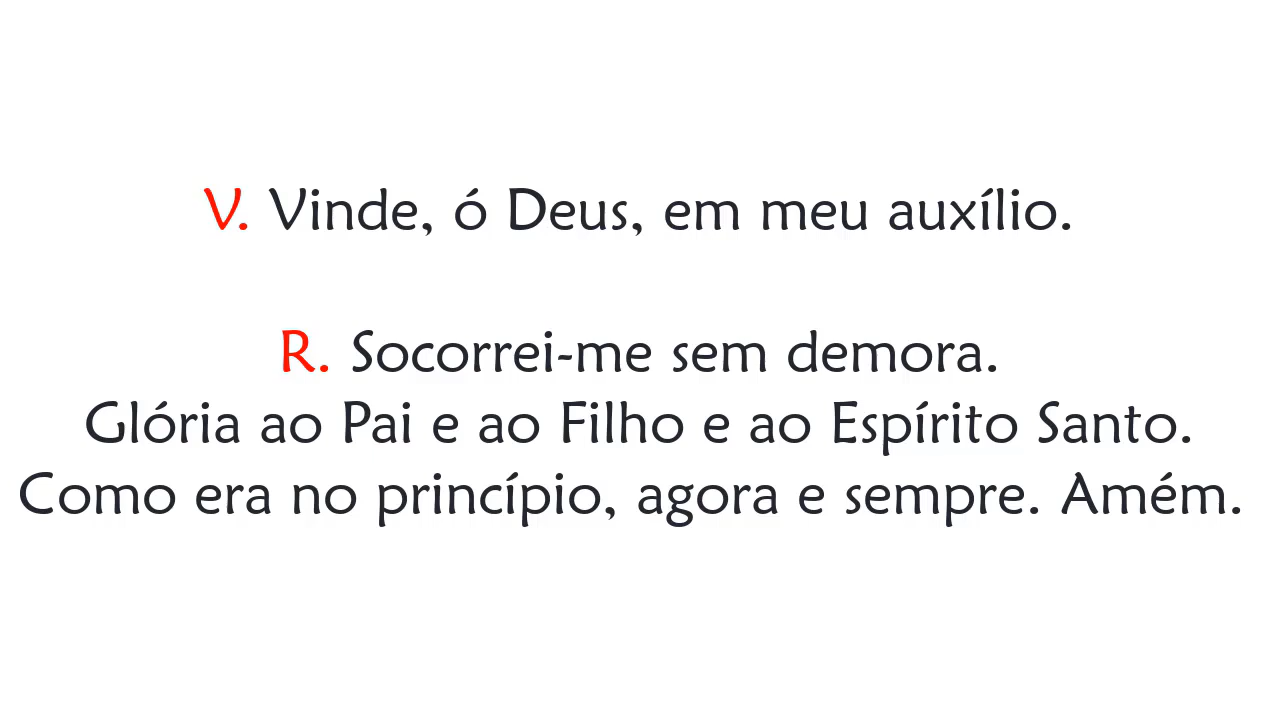 V. Vinde, ó Deus, em meu auxílio.
R. Socorrei-me sem demora.
Glória ao Pai e ao Filho e ao Espírito Santo.
Como era no princípio, agora e sempre. Amém.